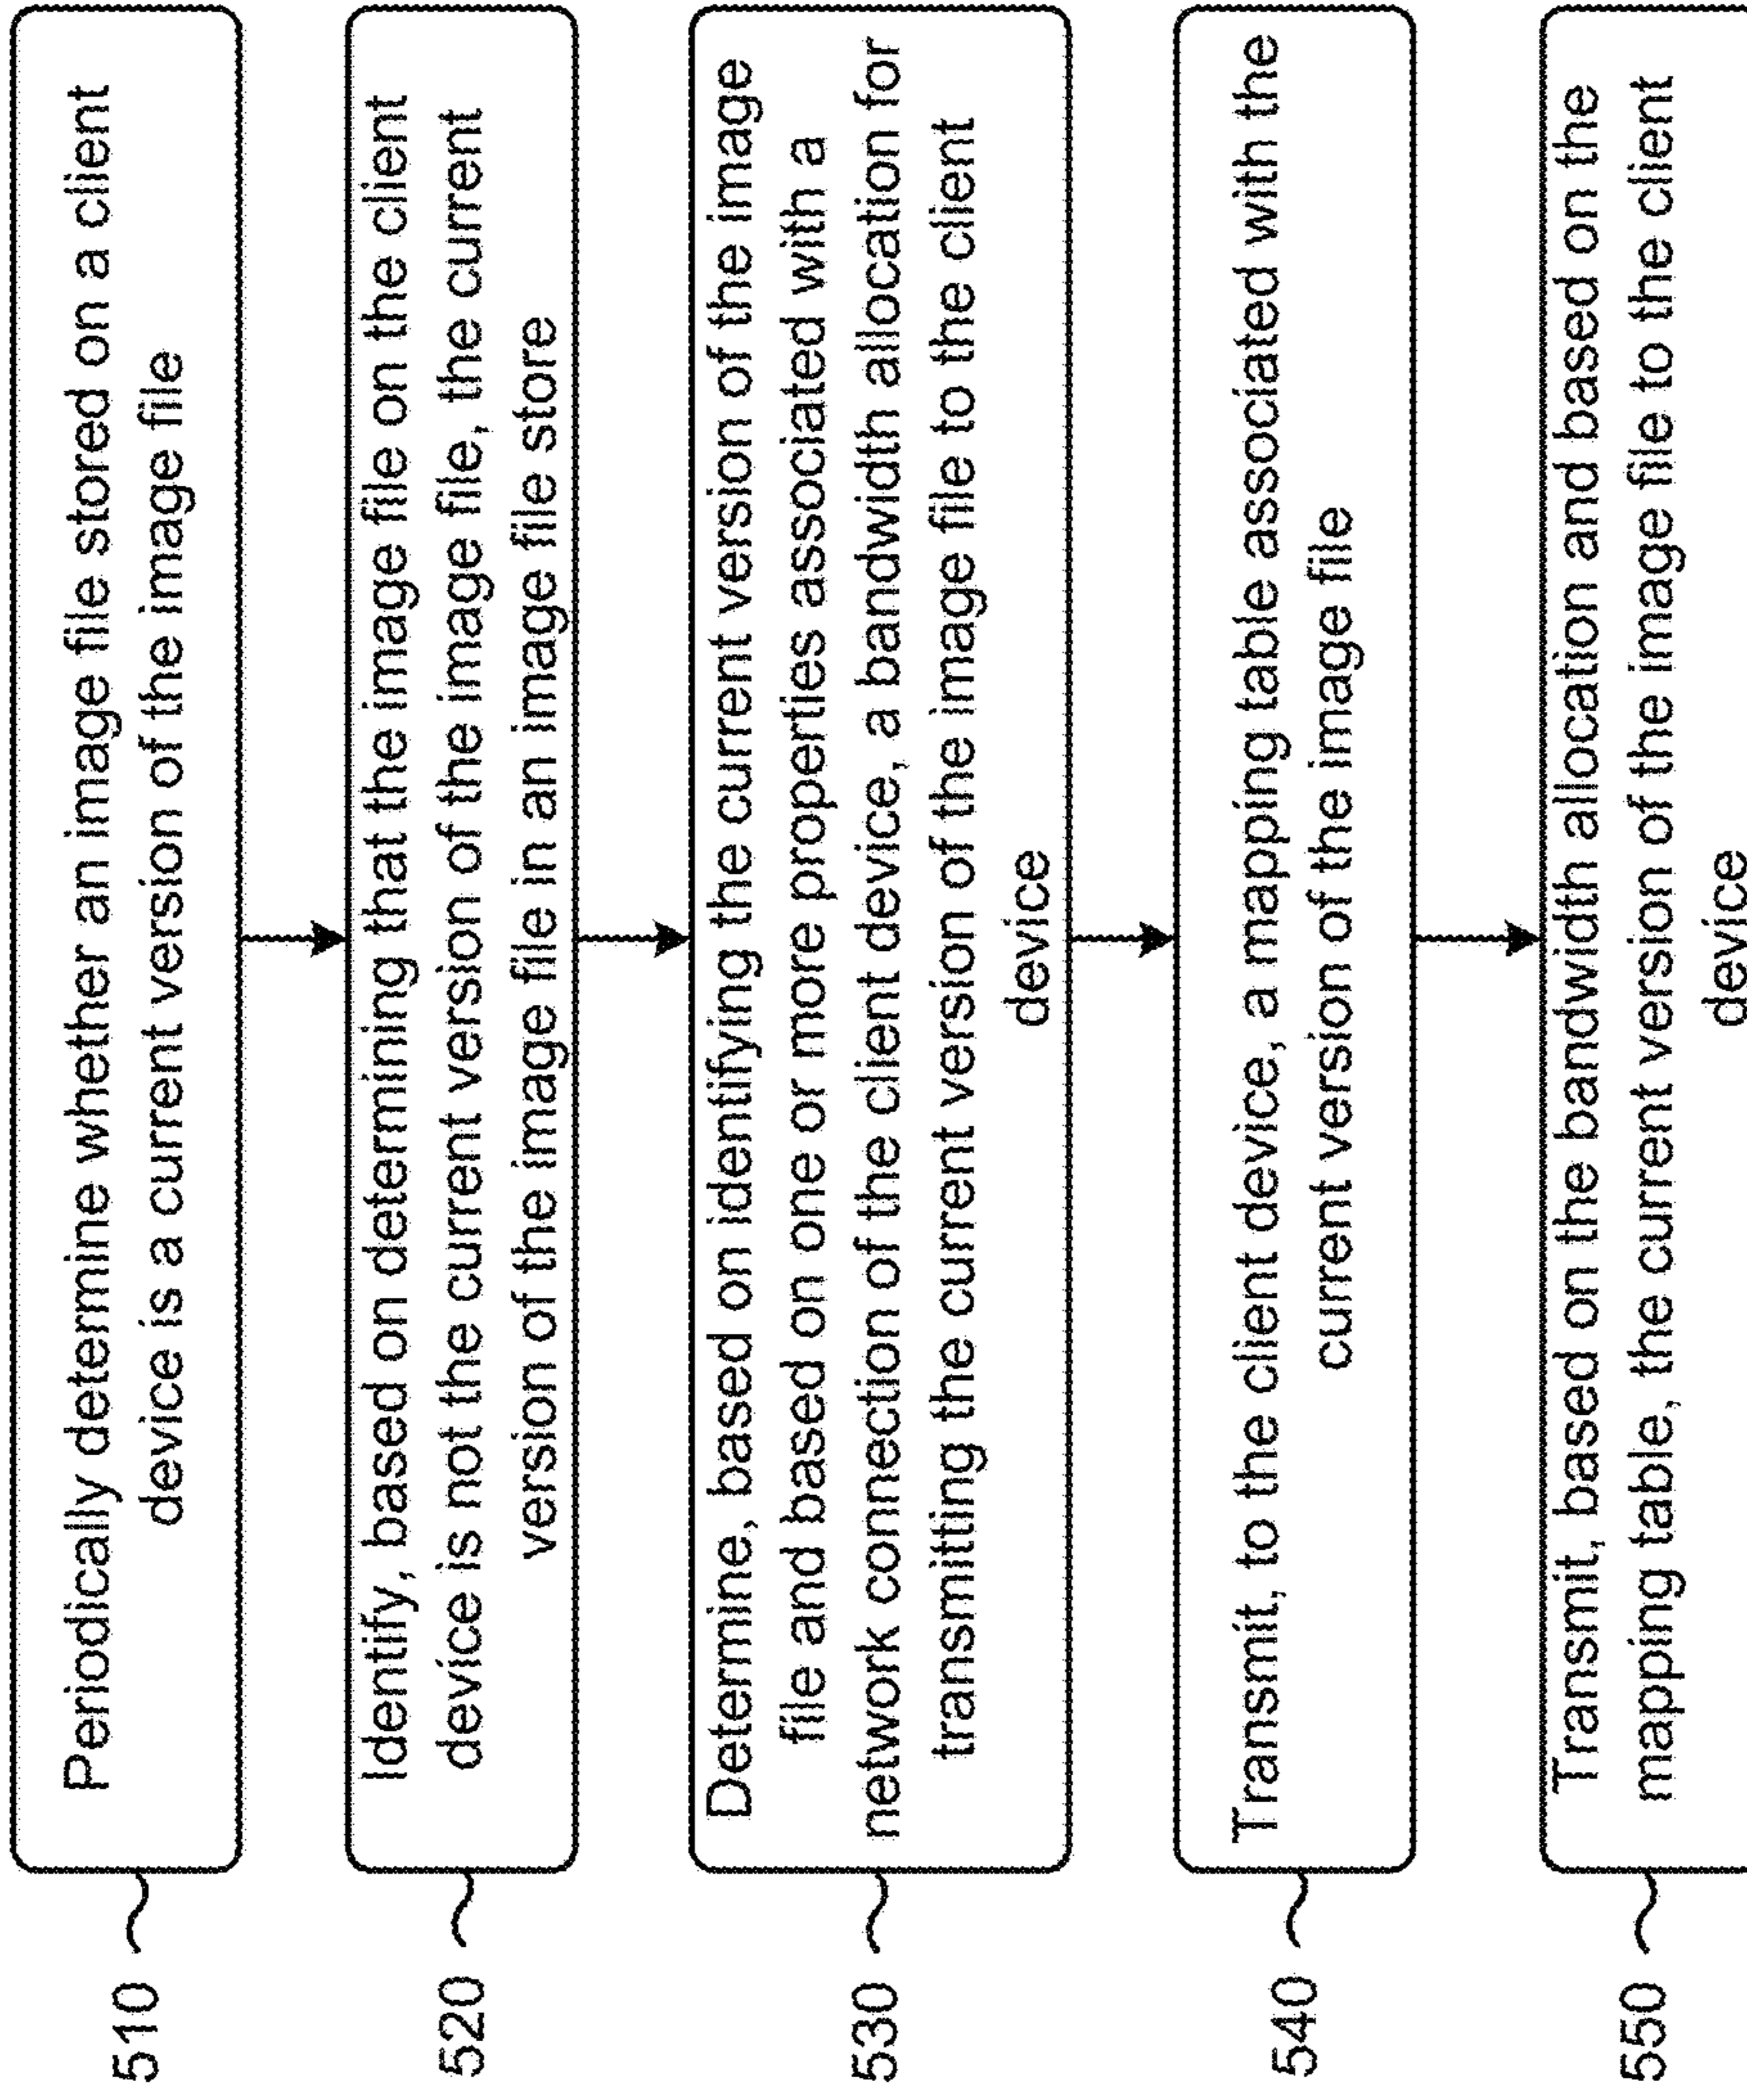 510
Periodically determine whether an image file stored on a client
device is a current version of the image file
520
Identify, based on determining that the image file on the client
device is not the current version of the image file, the current
version of the image file in an image file store
530
Determine, based on identifying the current version of the image
file and based on one or more properties associated with a
network connection of the client device, a bandwidth allocation for
transmitting the current version of the image file to the client
device
540
Transmit, to the client device, a mapping table associated with the
current version of the image file
550
Transmit, based on the bandwidth allocation and based on the
mapping table, the current version of the image file to the client
device